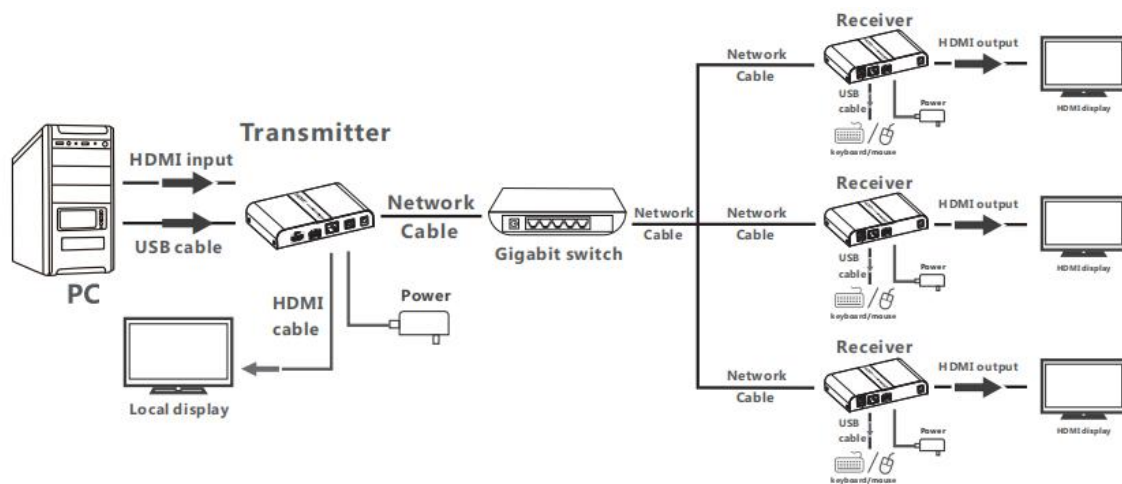 Transmitter
HDMI input
USB cable
PC
HDMI
cable
Power
Local display
Network
Cable
Gigabit switch
Network
Cable
Network
Cable
Receiver
HDMI output
USB
cable
Power
keyboard/mouse
HDMI display
Network
Cable
Receiver
HDMI output
USB
cable
Power
keyboard/mouse
HDMI display
Network
Cable
Receiver
HDMI output
USB
cable
Power
keyboard/mouse
HDMI display